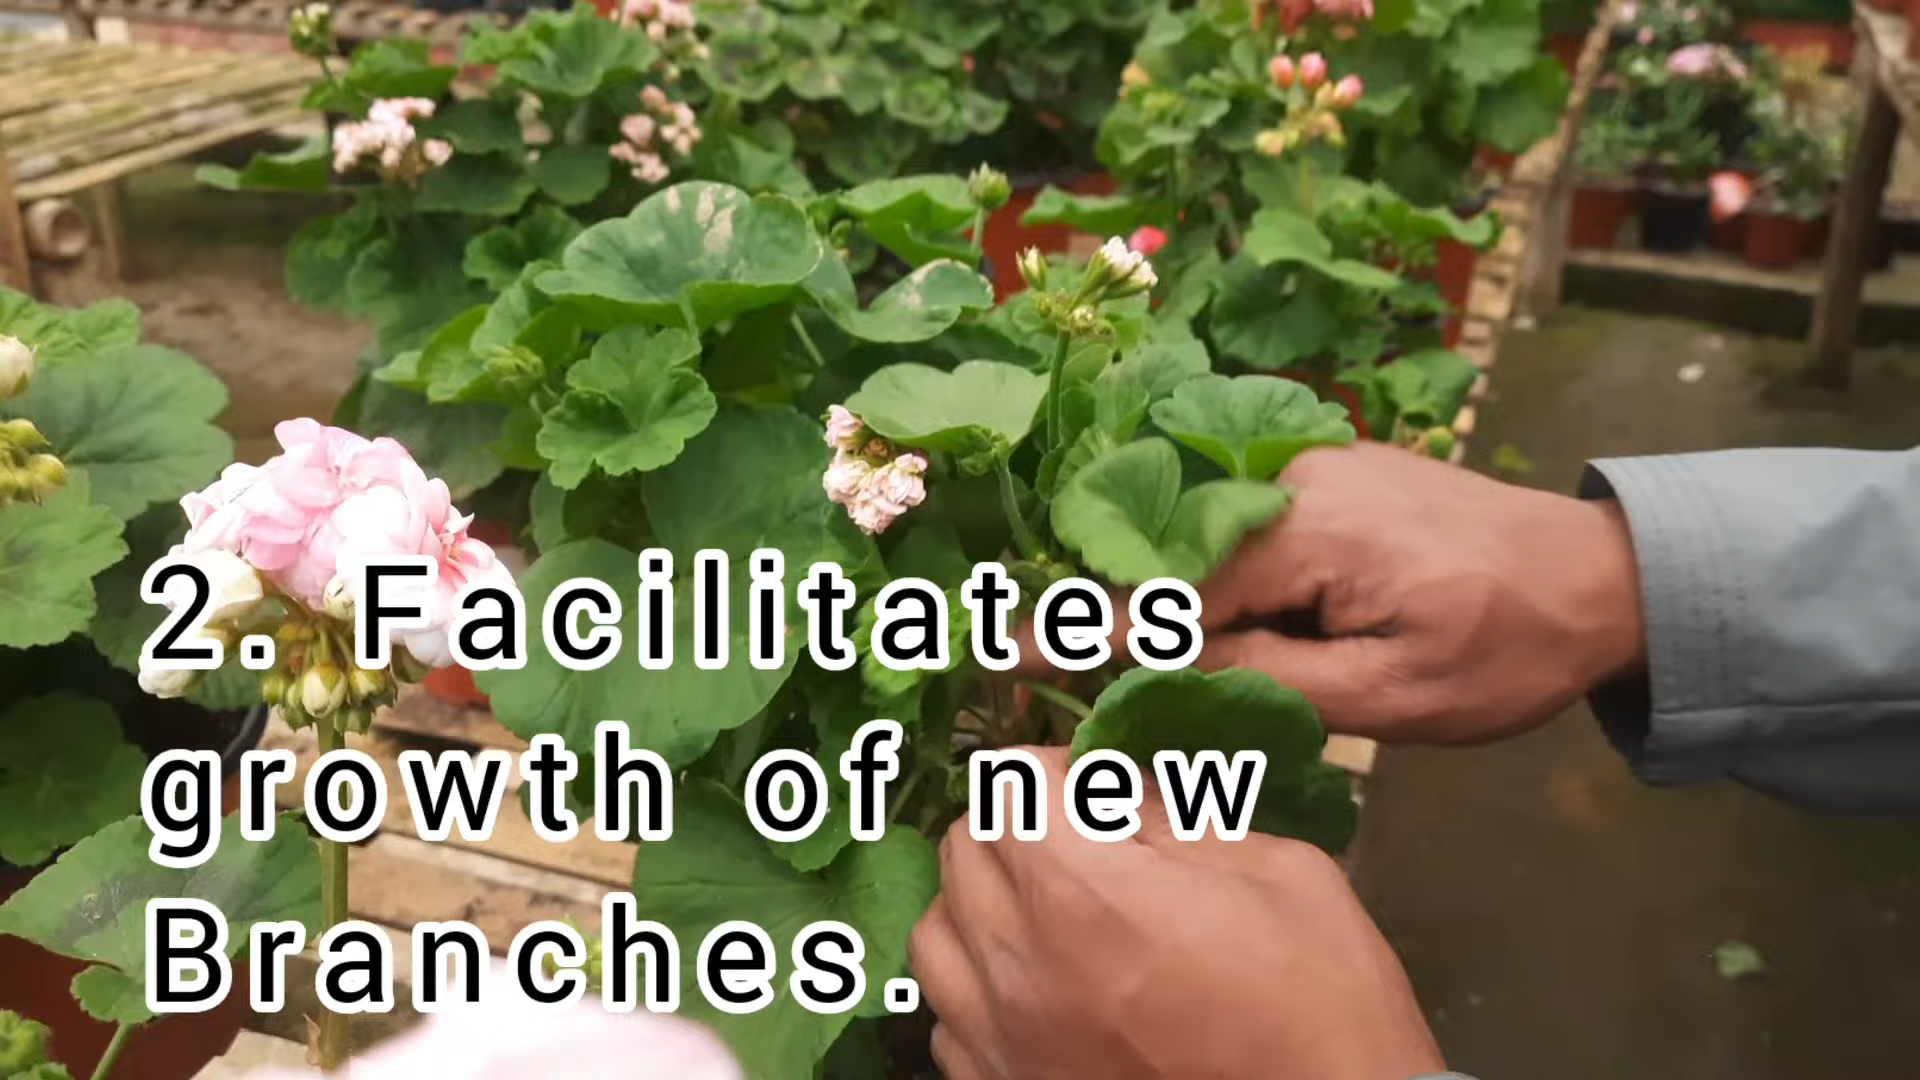 2. Facilitates
growth of new
Branches.